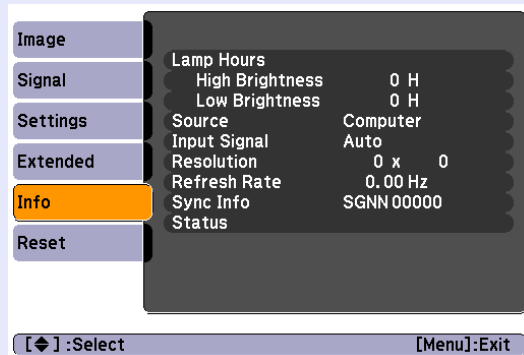 Image
Signal
Settings
Extended
Info
Reset
Lamp Hours
High Brightness 0 H
Low Brightness 0 H
Source Computer
Input Signal Auto
Resolution 0 x 0
Refresh Rate 0.00 Hz
Sync Info SGNN 00000
Status
[◆] :Select [Menu]:Exit